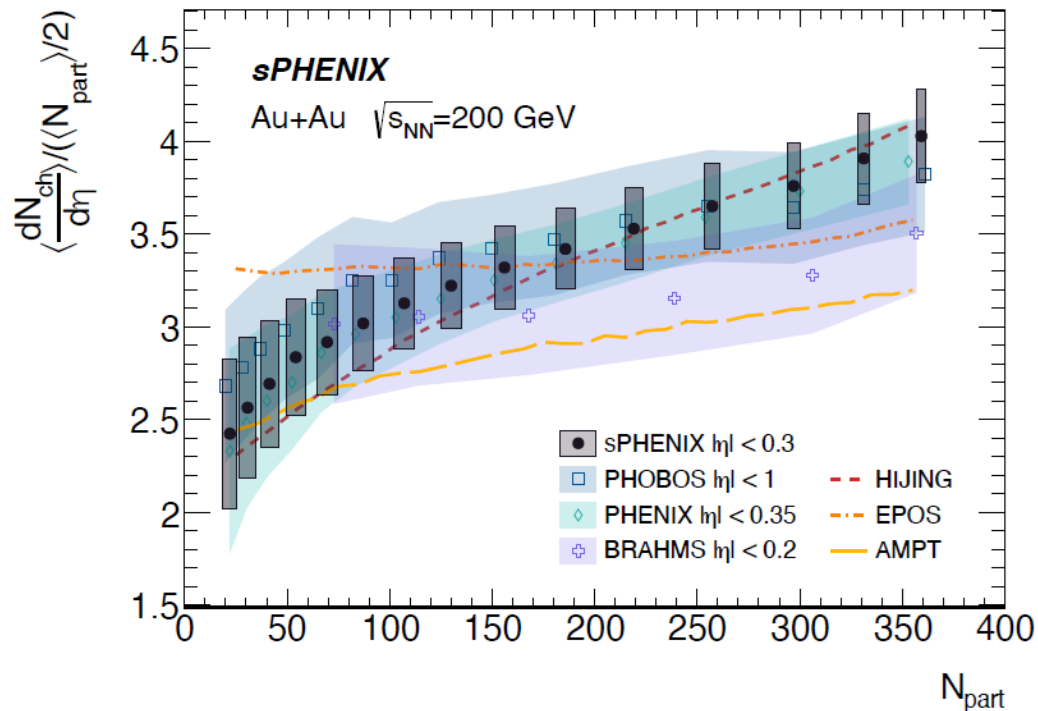 sPHENIX
Au+Au √sNN=200 GeV
⟨dNch/dη⟩/(⟨Npart⟩/2)
4.5
4
3.5
3
2.5
2
1.5
sPHENIX |η| < 0.3
PHOBOS |η| < 1
PHENIX |η| < 0.35
BRAHMS |η| < 0.2
HIJING
EPOS
AMPT
0 50 100 150 200 250 300 350 400
Npart